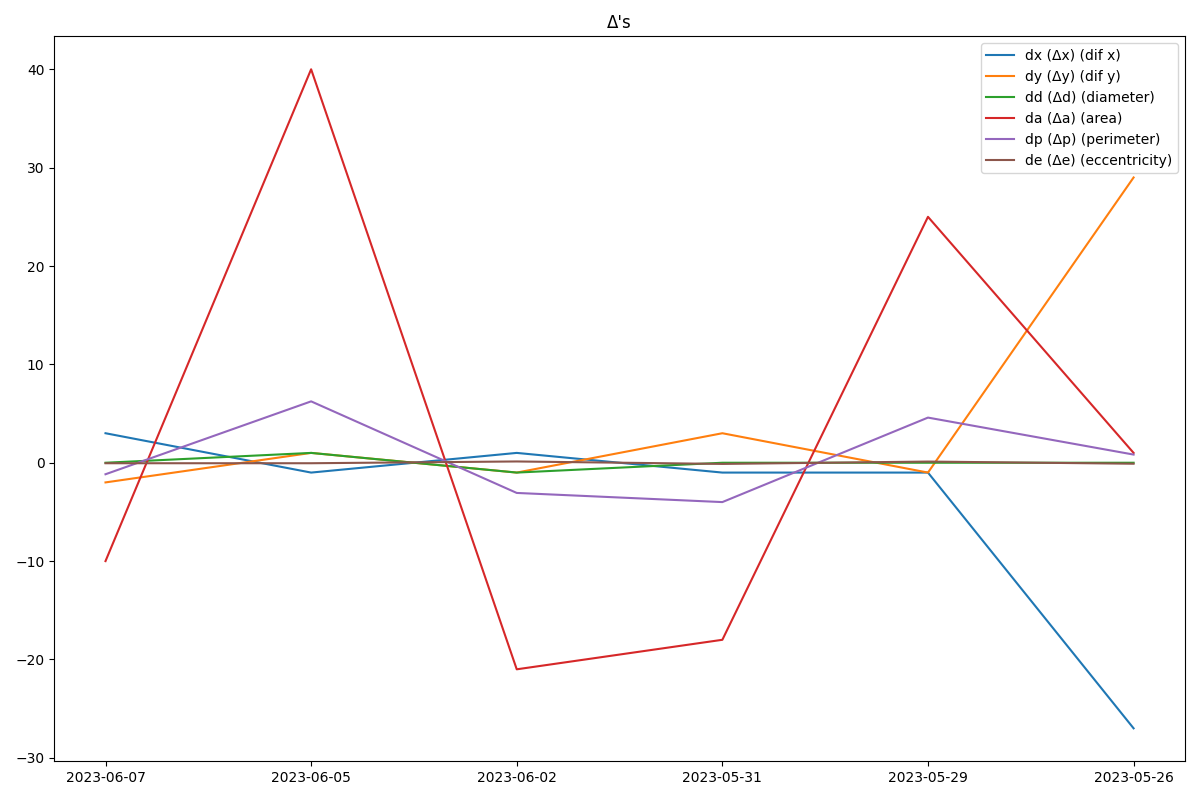 Δ's
dx (Δx) (dif x)
dy (Δy) (dif y)
dd (Δd) (diameter)
da (Δa) (area)
dp (Δp) (perimeter)
de (Δe) (eccentricity)
40
30
20
10
0
−10
−20
−30
2023-06-07 2023-06-05 2023-06-02 2023-05-31 2023-05-29 2023-05-26